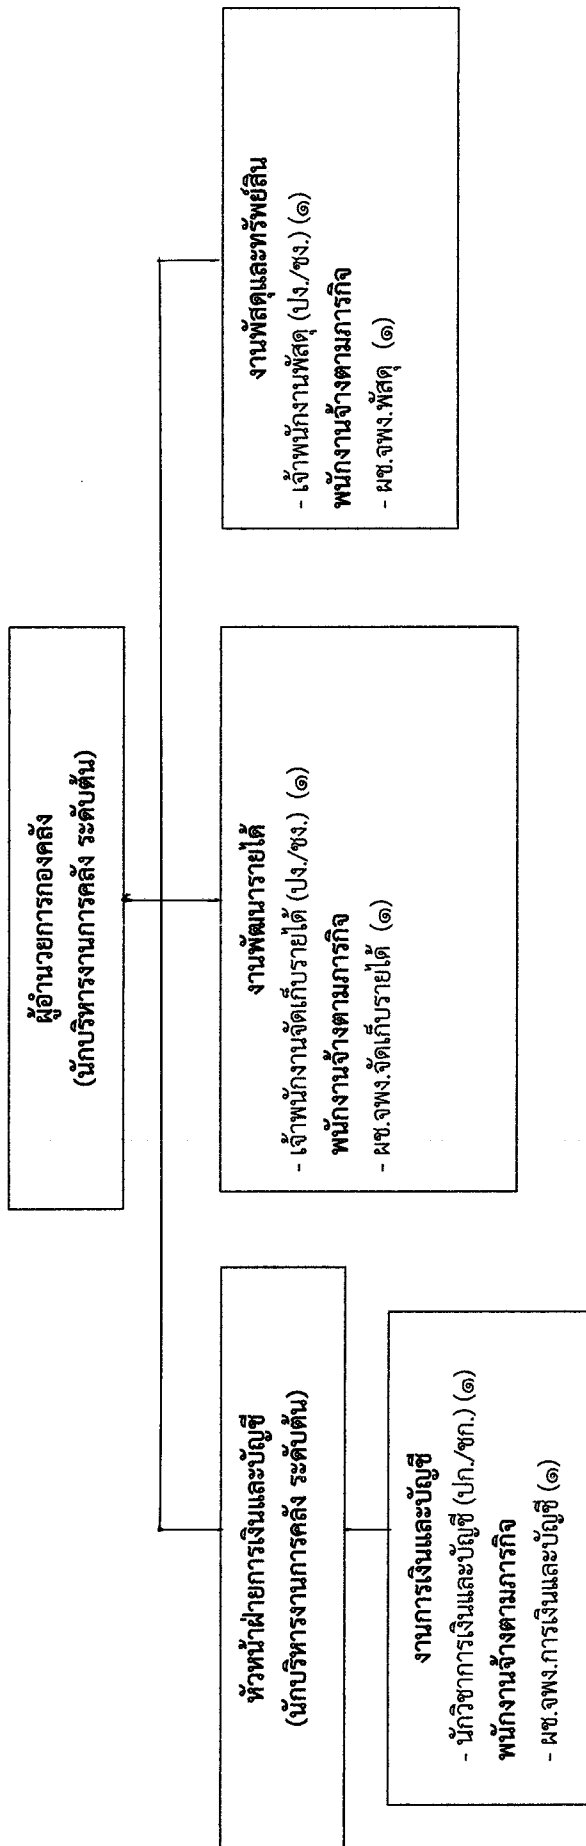 ผู้อำนวยการกองคลัง
(นักบริหารงานการคลัง ระดับต้น)
หัวหน้าฝ่ายการเงินและบัญชี
(นักบริหารงานการคลัง ระดับต้น)
งานการเงินและบัญชี
- นักวิชาการเงินและบัญชี (ปก./ชก.) (๑)
พนักงานจ้างตามภารกิจ
- ผช.จพง.การเงินและบัญชี (๑)
งานพัฒนารายได้
- เจ้าพนักงานจัดเก็บรายได้ (ปง./ชง.) (๑)
พนักงานจ้างตามภารกิจ
- ผช.จพง.จัดเก็บรายได้ (๑)
งานพัสดุและทรัพย์สิน
- เจ้าพนักงานพัสดุ (ปง./ชง.) (๑)
พนักงานจ้างตามภารกิจ
- ผช.จพง.พัสดุ (๑)